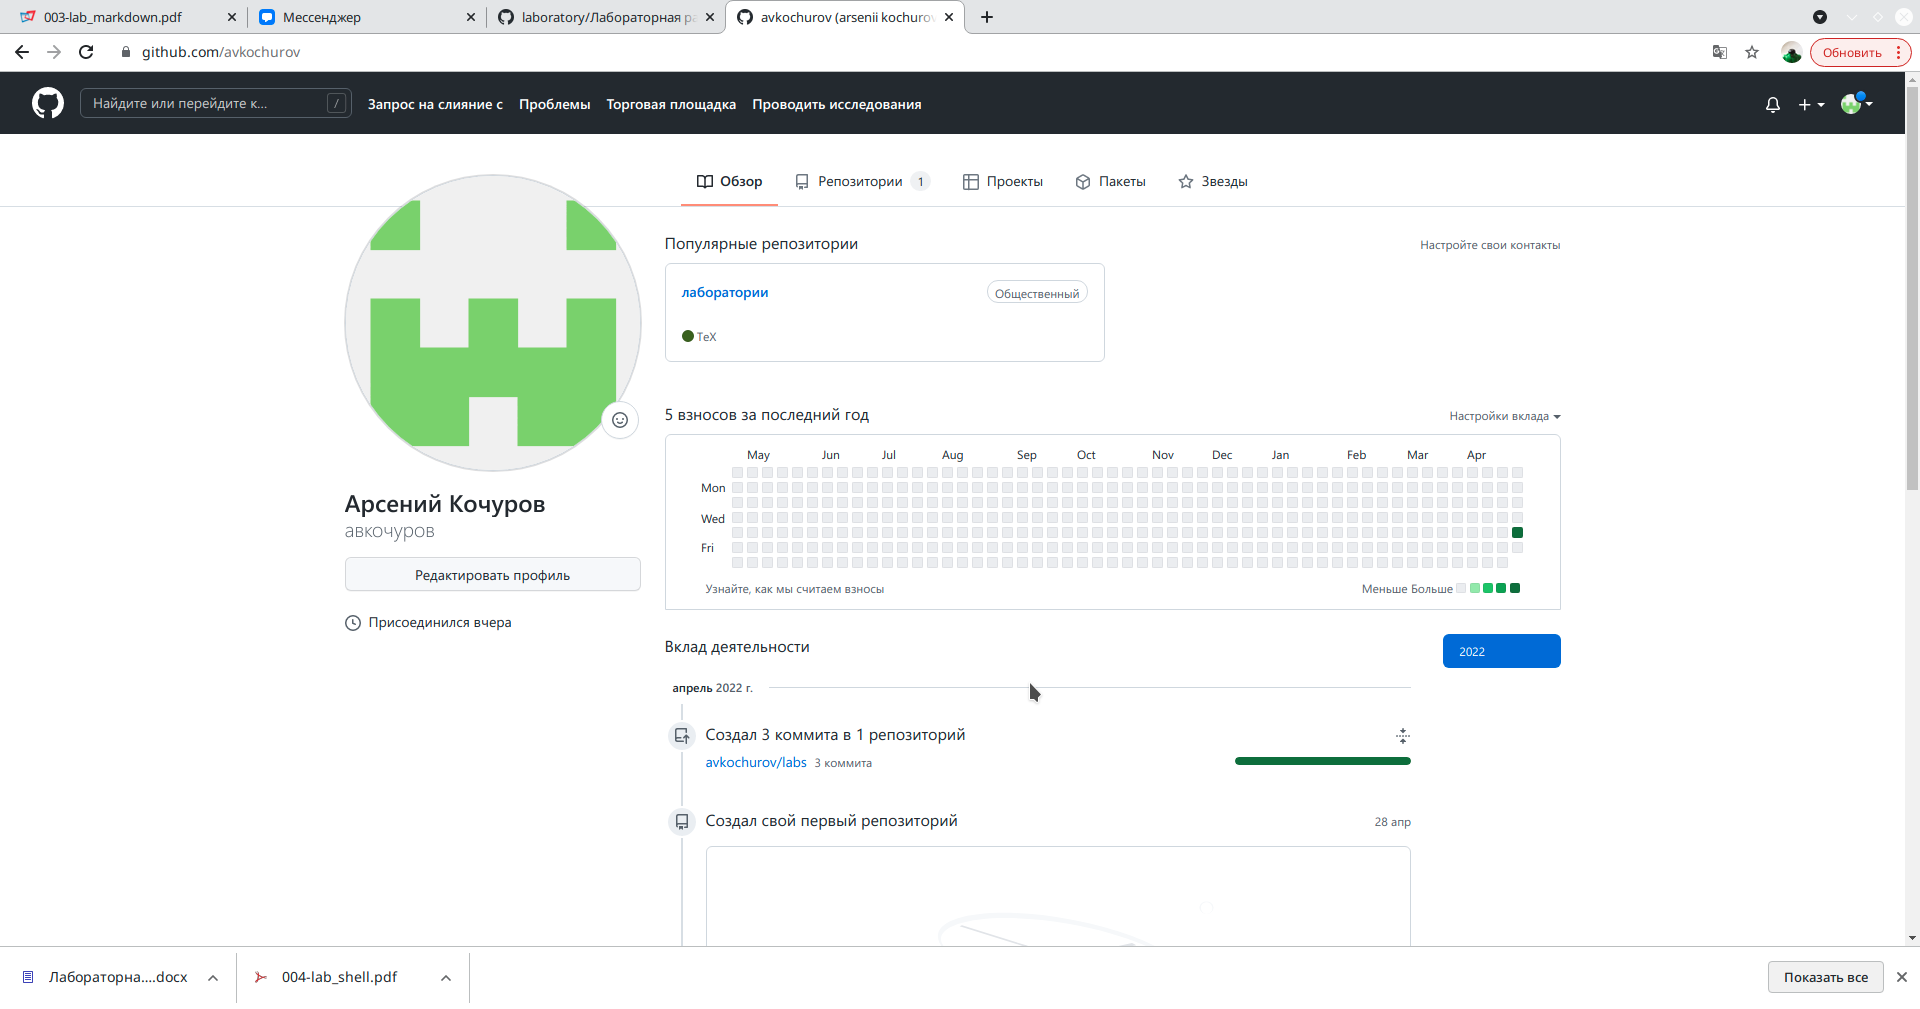 003-lab_markdown.pdf
Мессенджер
laboratory/Лабораторная ра
avkochurov (arsenii kochurov
github.com/avkochurov
Обновить
Найдите или перейдите к...
/
Запрос на слияние с
Проблемы
Торговая площадка
Проводить исследования
Обзор
Репозитории 1
Проекты
Пакеты
Звезды
Популярные репозитории
Настройте свои контакты
лаборатории
Общественный
TeX
5 взносов за последний год
Настройки вклада
May Jun Jul Aug Sep Oct Nov Dec Jan Feb Mar Apr
Mon
Wed
Fri
Узнайте, как мы считаем взносы
Меньше Больше
Арсений Кочуров
авкочуров
Редактировать профиль
Присоединился вчера
Вклад деятельности
2022
апрель 2022 г.
Создал 3 коммита в 1 репозиторий
avkochurov/labs 3 коммита
Создал свой первый репозиторий
28 апр
Лабораторна....docx
004-lab_shell.pdf
Показать все